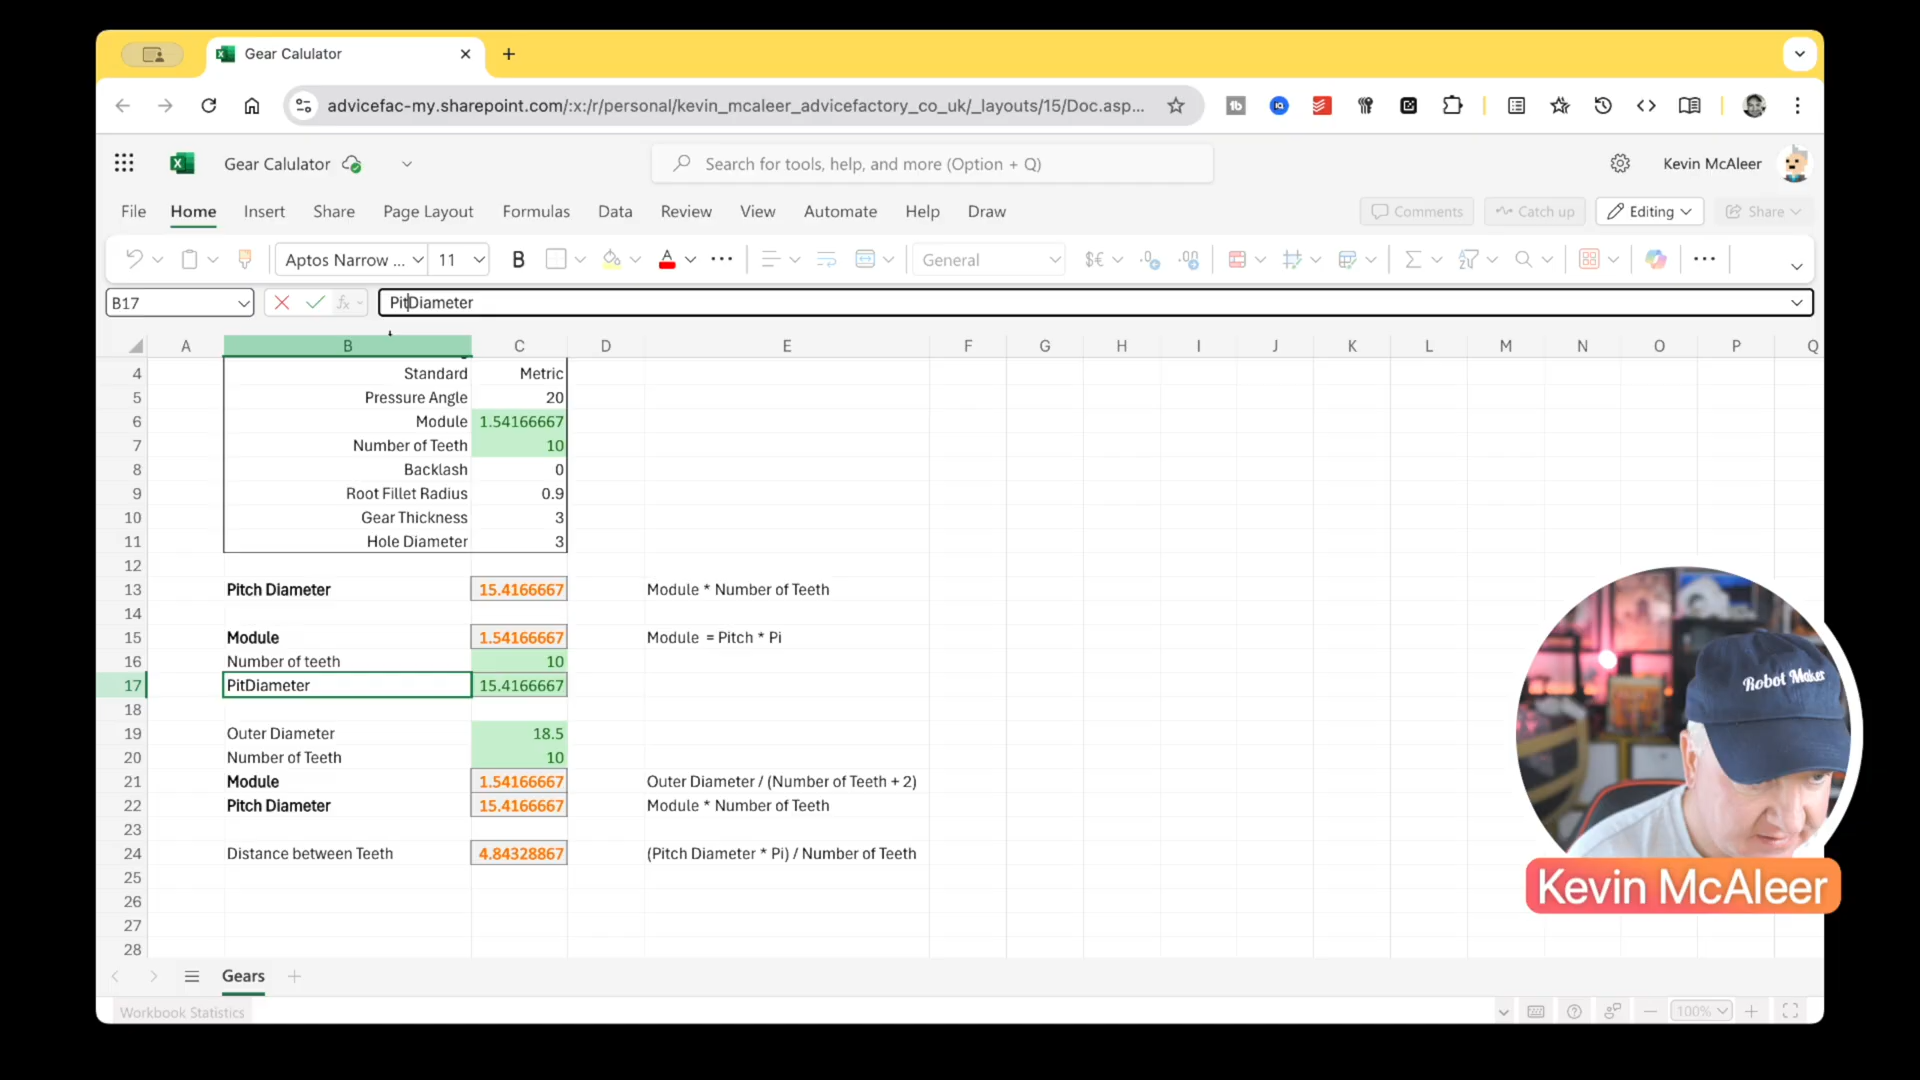 Gear Calulator
advicefac-my.sharepoint.com/:x:/r/personal/kevin_mcaleer_advicefactory_co_uk/_layouts/15/Doc.asp...
Gear Calulator
Search for tools, help, and more (Option + Q)
Kevin McAleer
File Home Insert Share Page Layout Formulas Data Review View Automate Help Draw
Comments Catch up Editing Share
Aptos Narrow ... 11 B A General $€
B17 fx PitDiameter
A B C D E F G H I J K L M N O P Q
4 Standard Metric
5 Pressure Angle 20
6 Module 1.54166667
7 Number of Teeth 10
8 Backlash 0
9 Root Fillet Radius 0.9
10 Gear Thickness 3
11 Hole Diameter 3
12
13 Pitch Diameter 15.4166667 Module * Number of Teeth
14
15 Module 1.54166667 Module = Pitch * Pi
16 Number of teeth 10
17 PitDiameter 15.4166667
18
19 Outer Diameter 18.5
20 Number of Teeth 10
21 Module 1.54166667 Outer Diameter / (Number of Teeth + 2)
22 Pitch Diameter 15.4166667 Module * Number of Teeth
23
24 Distance between Teeth 4.84328867 (Pitch Diameter * Pi) / Number of Teeth
25
26
27
28
Robot Maker
Kevin McAleer
Gears
Workbook Statistics
100%